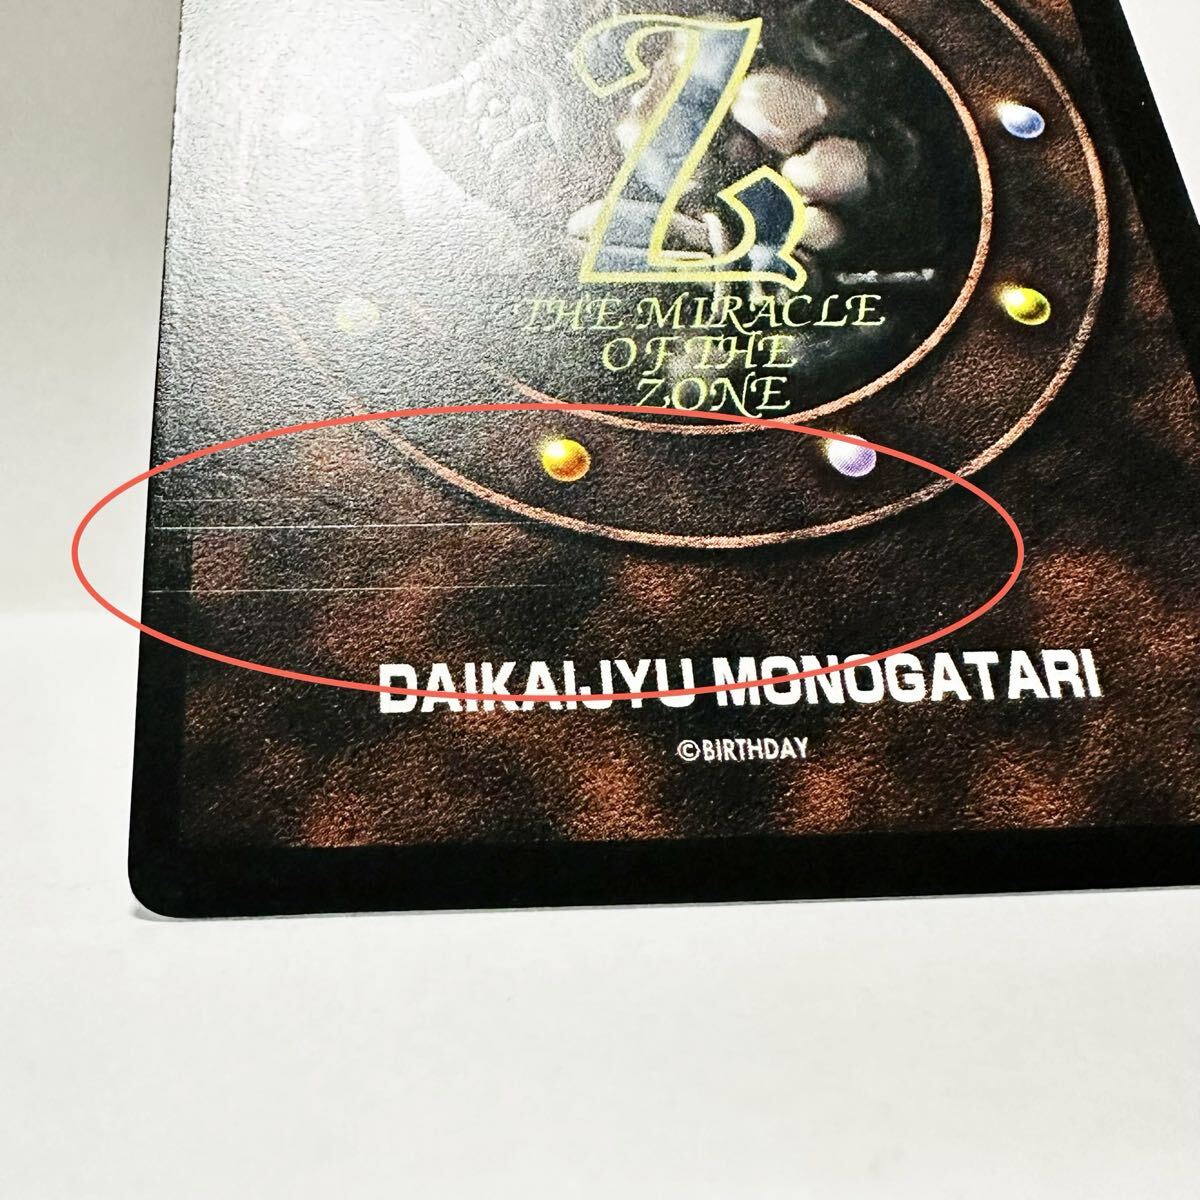 Z
THE MIRACLE
OF THE
ZONE
DAIKAIJYU MONOGATARI
©BIRTHDAY